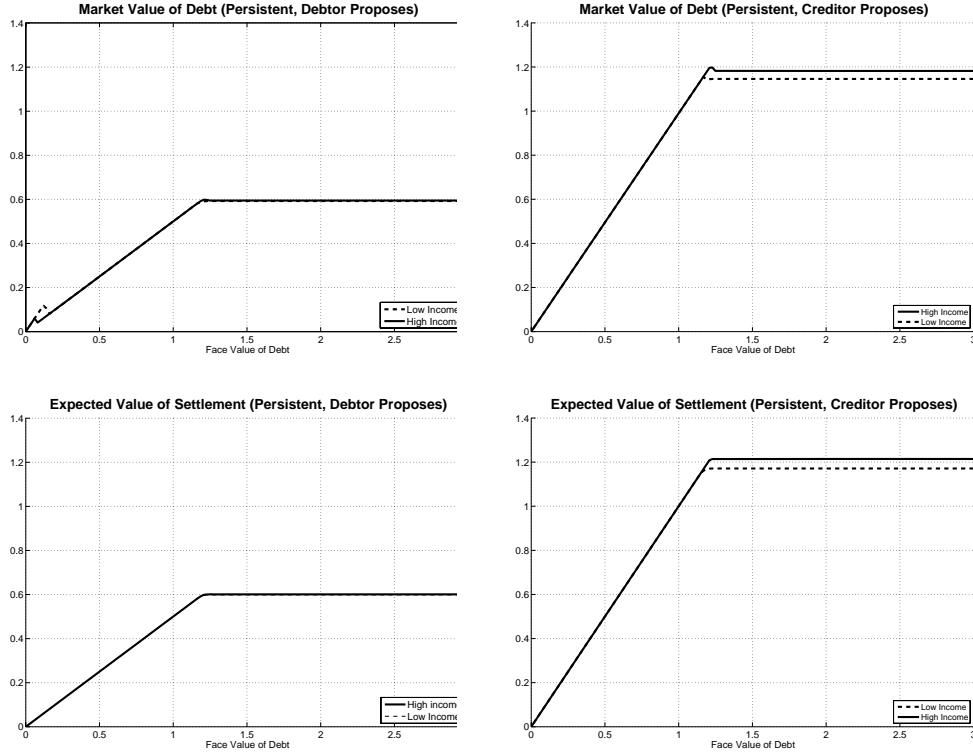 Market Value of Debt (Persistent, Debtor Proposes)
1.4
1.2
1
0.8
0.6
0.4
0.2
0
0 0.5 1 1.5 2 2.5
Face Value of Debt
Low Income
High Income
Market Value of Debt (Persistent, Creditor Proposes)
1.4
1.2
1
0.8
0.6
0.4
0.2
0
0 0.5 1 1.5 2 2.5 3
Face Value of Debt
High Income
Low Income
Expected Value of Settlement (Persistent, Debtor Proposes)
1.4
1.2
1
0.8
0.6
0.4
0.2
0
0 0.5 1 1.5 2 2.5
Face Value of Debt
High income
Low Income
Expected Value of Settlement (Persistent, Creditor Proposes)
1.4
1.2
1
0.8
0.6
0.4
0.2
0
0 0.5 1 1.5 2 2.5 3
Face Value of Debt
Low Income
High Income